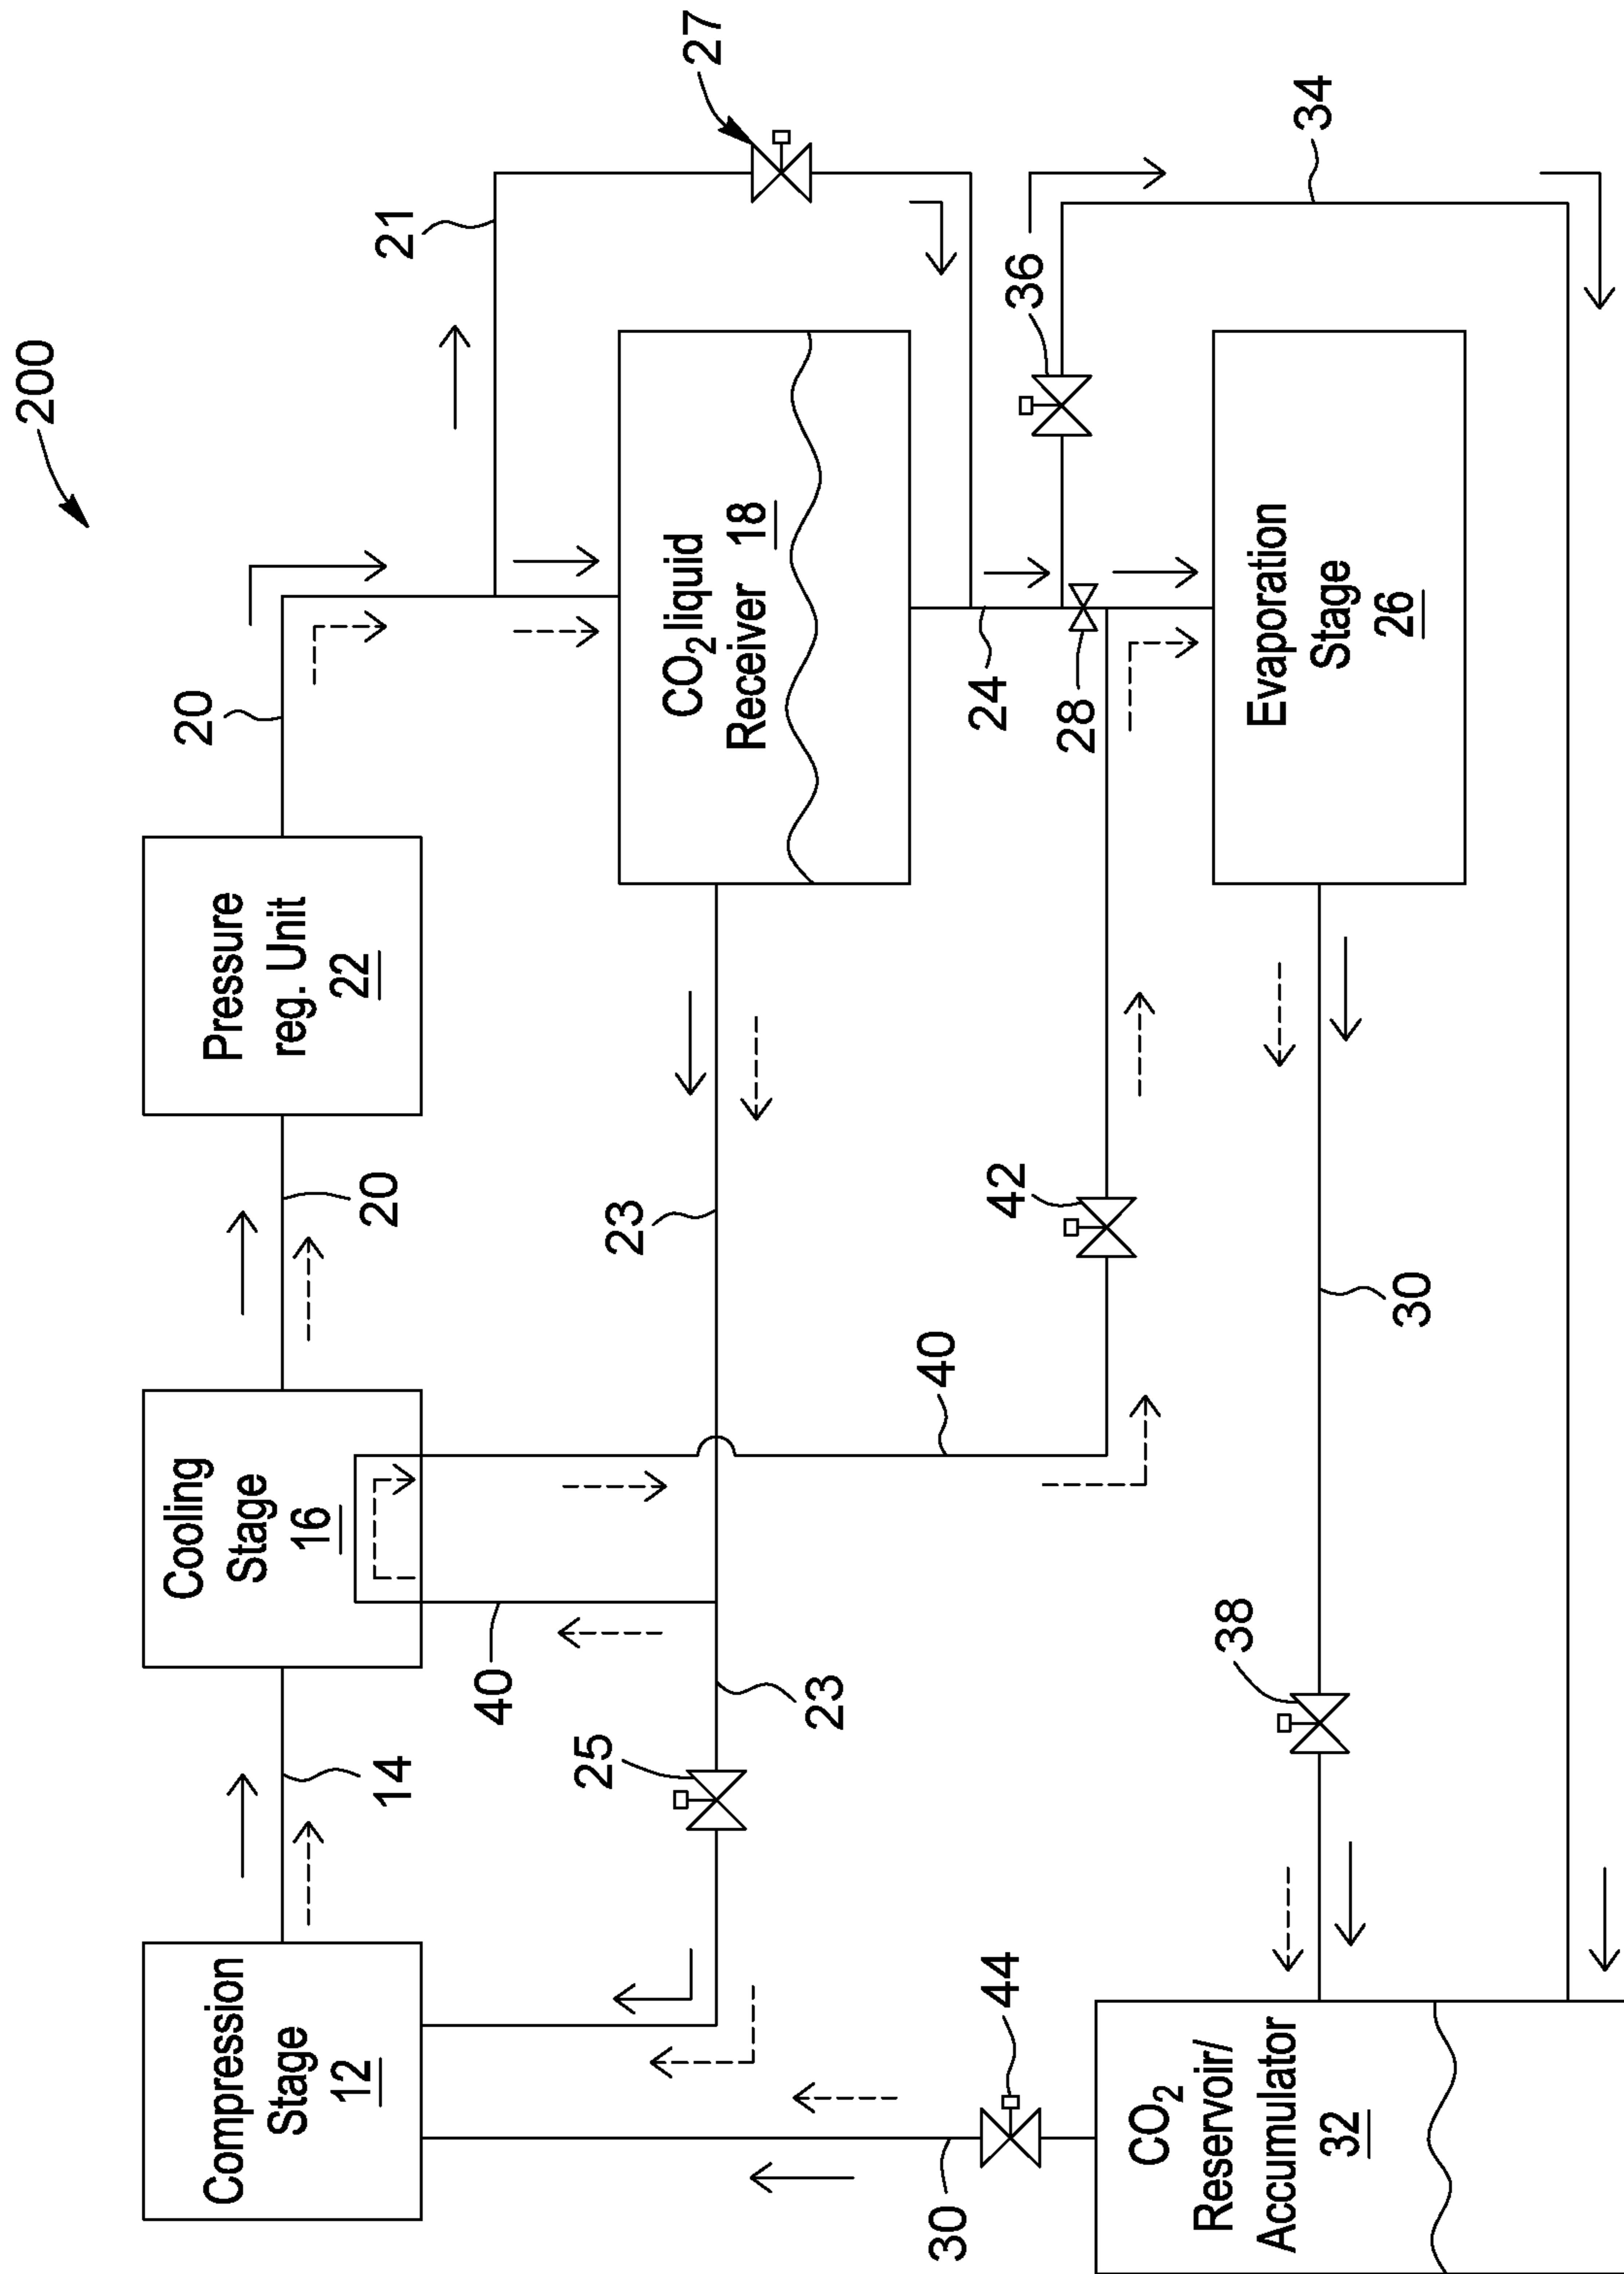 200
Compression
Stage
12
14
Cooling
Stage
16
20
Pressure
reg. Unit
22
20
21
27
40
25
23
23
CO₂ liquid
Receiver 18
24
28
36
34
40
42
30
44
38
30
CO₂
Reservoir/
Accumulator
32
Evaporation
Stage
26